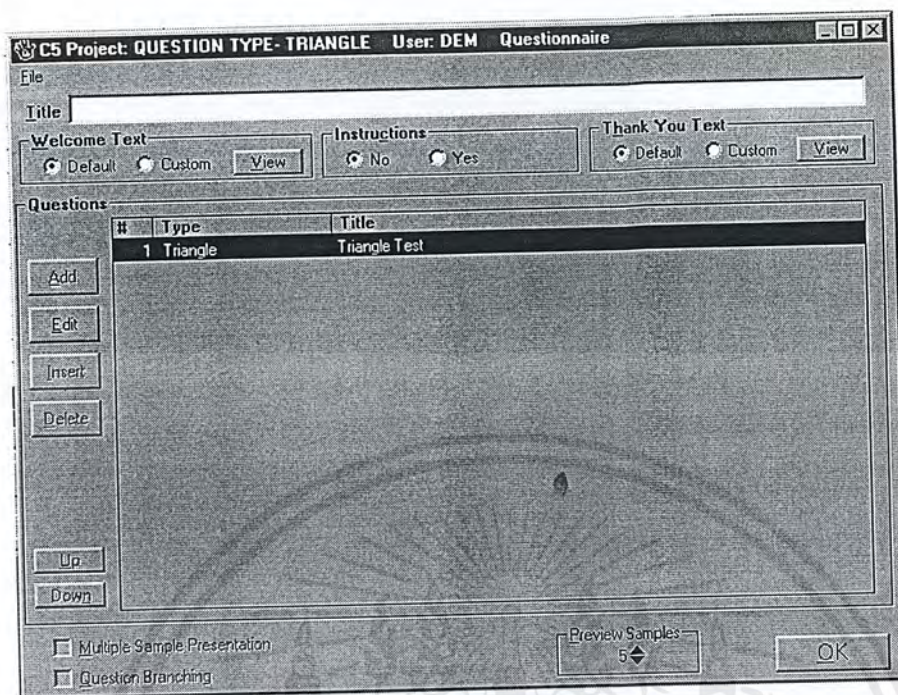 C5 Project: QUESTION TYPE- TRIANGLE User: DEM Questionnaire
File
Title
Welcome Text
Default Custom View
Instructions
No Yes
Thank You Text
Default Custom View
Questions
# Type Title
1 Triangle Triangle Test
Add
Edit
Insert
Delete
Up
Down
Multiple Sample Presentation
Question Branching
Preview Samples
5
OK